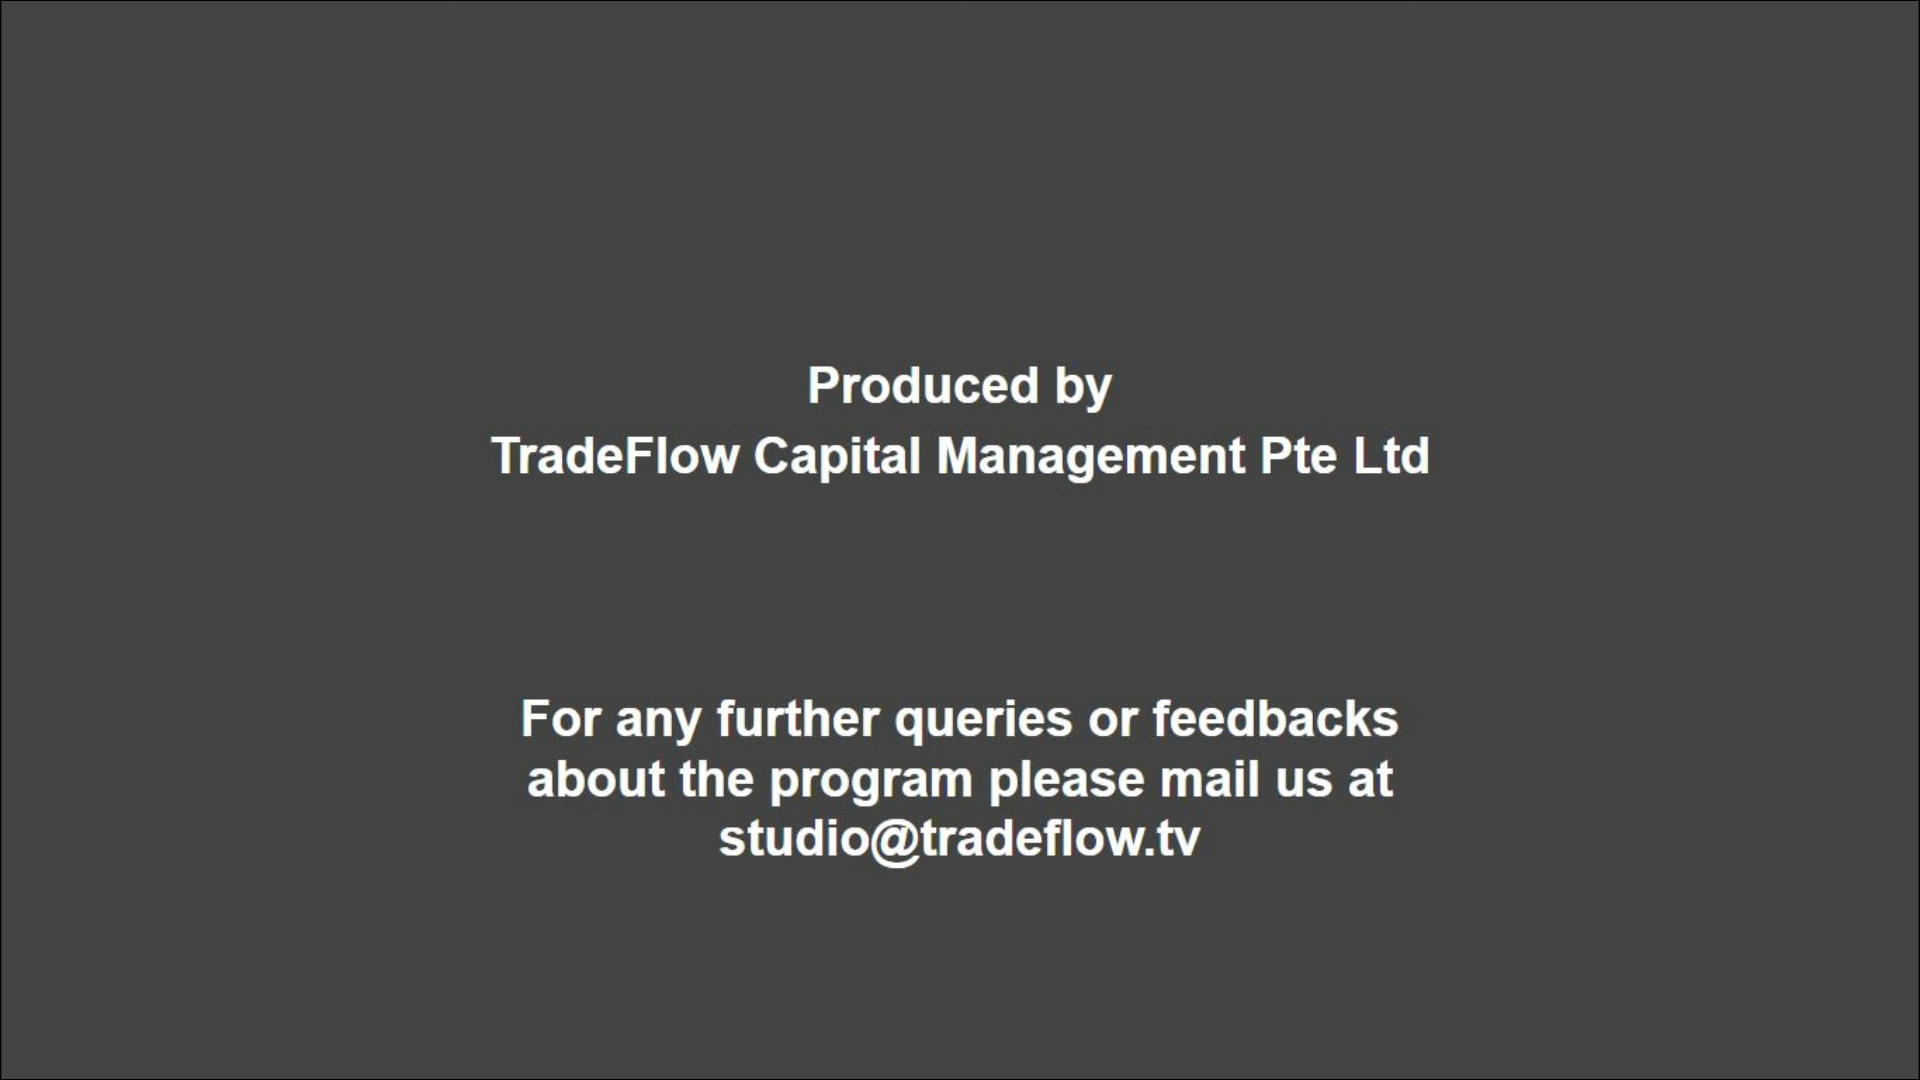 Produced by
TradeFlow Capital Management Pte Ltd
For any further queries or feedbacks
about the program please mail us at
studio@tradeflow.tv